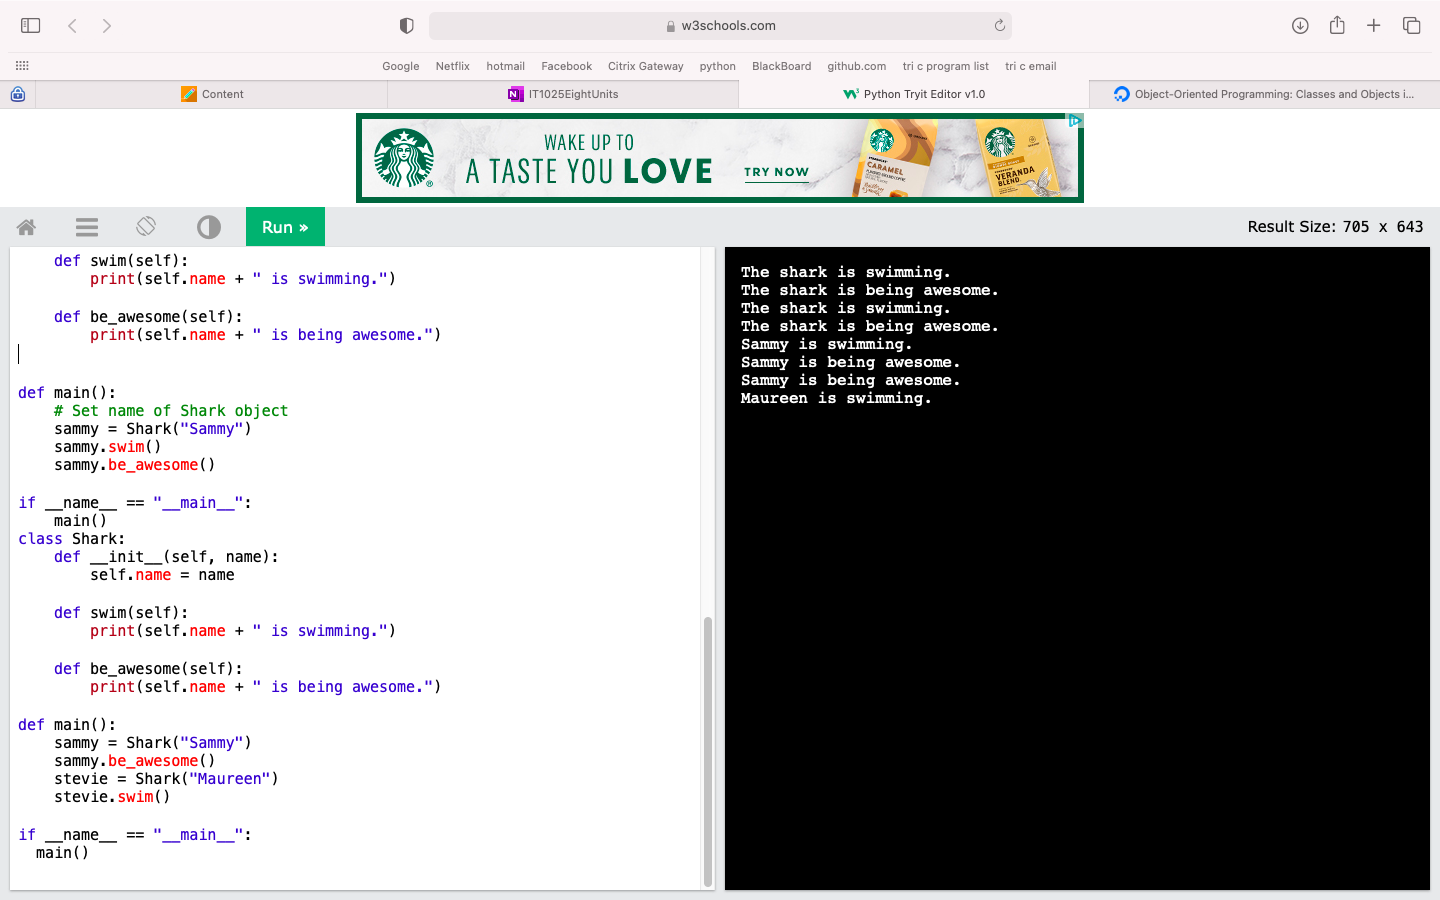 w3schools.com
Google Netflix hotmail Facebook Citrix Gateway python BlackBoard github.com tri c program list tri c email
Content
IT1025EightUnits
Python Tryit Editor v1.0
Object-Oriented Programming: Classes and Objects i...
WAKE UP TO
A TASTE YOU LOVE
TRY NOW
CARAMEL
VERANDA
BLEND
Run »
Result Size: 705 x 643
    def swim(self):
        print(self.name + " is swimming.")
    def be_awesome(self):
        print(self.name + " is being awesome.")
def main():
    # Set name of Shark object
    sammy = Shark("Sammy")
    sammy.swim()
    sammy.be_awesome()
if __name__ == "__main__":
    main()
class Shark:
    def __init__(self, name):
        self.name = name
    def swim(self):
        print(self.name + " is swimming.")
    def be_awesome(self):
        print(self.name + " is being awesome.")
def main():
    sammy = Shark("Sammy")
    sammy.be_awesome()
    stevie = Shark("Maureen")
    stevie.swim()
if __name__ == "__main__":
  main()
The shark is swimming.
The shark is being awesome.
The shark is swimming.
The shark is being awesome.
Sammy is swimming.
Sammy is being awesome.
Sammy is being awesome.
Maureen is swimming.